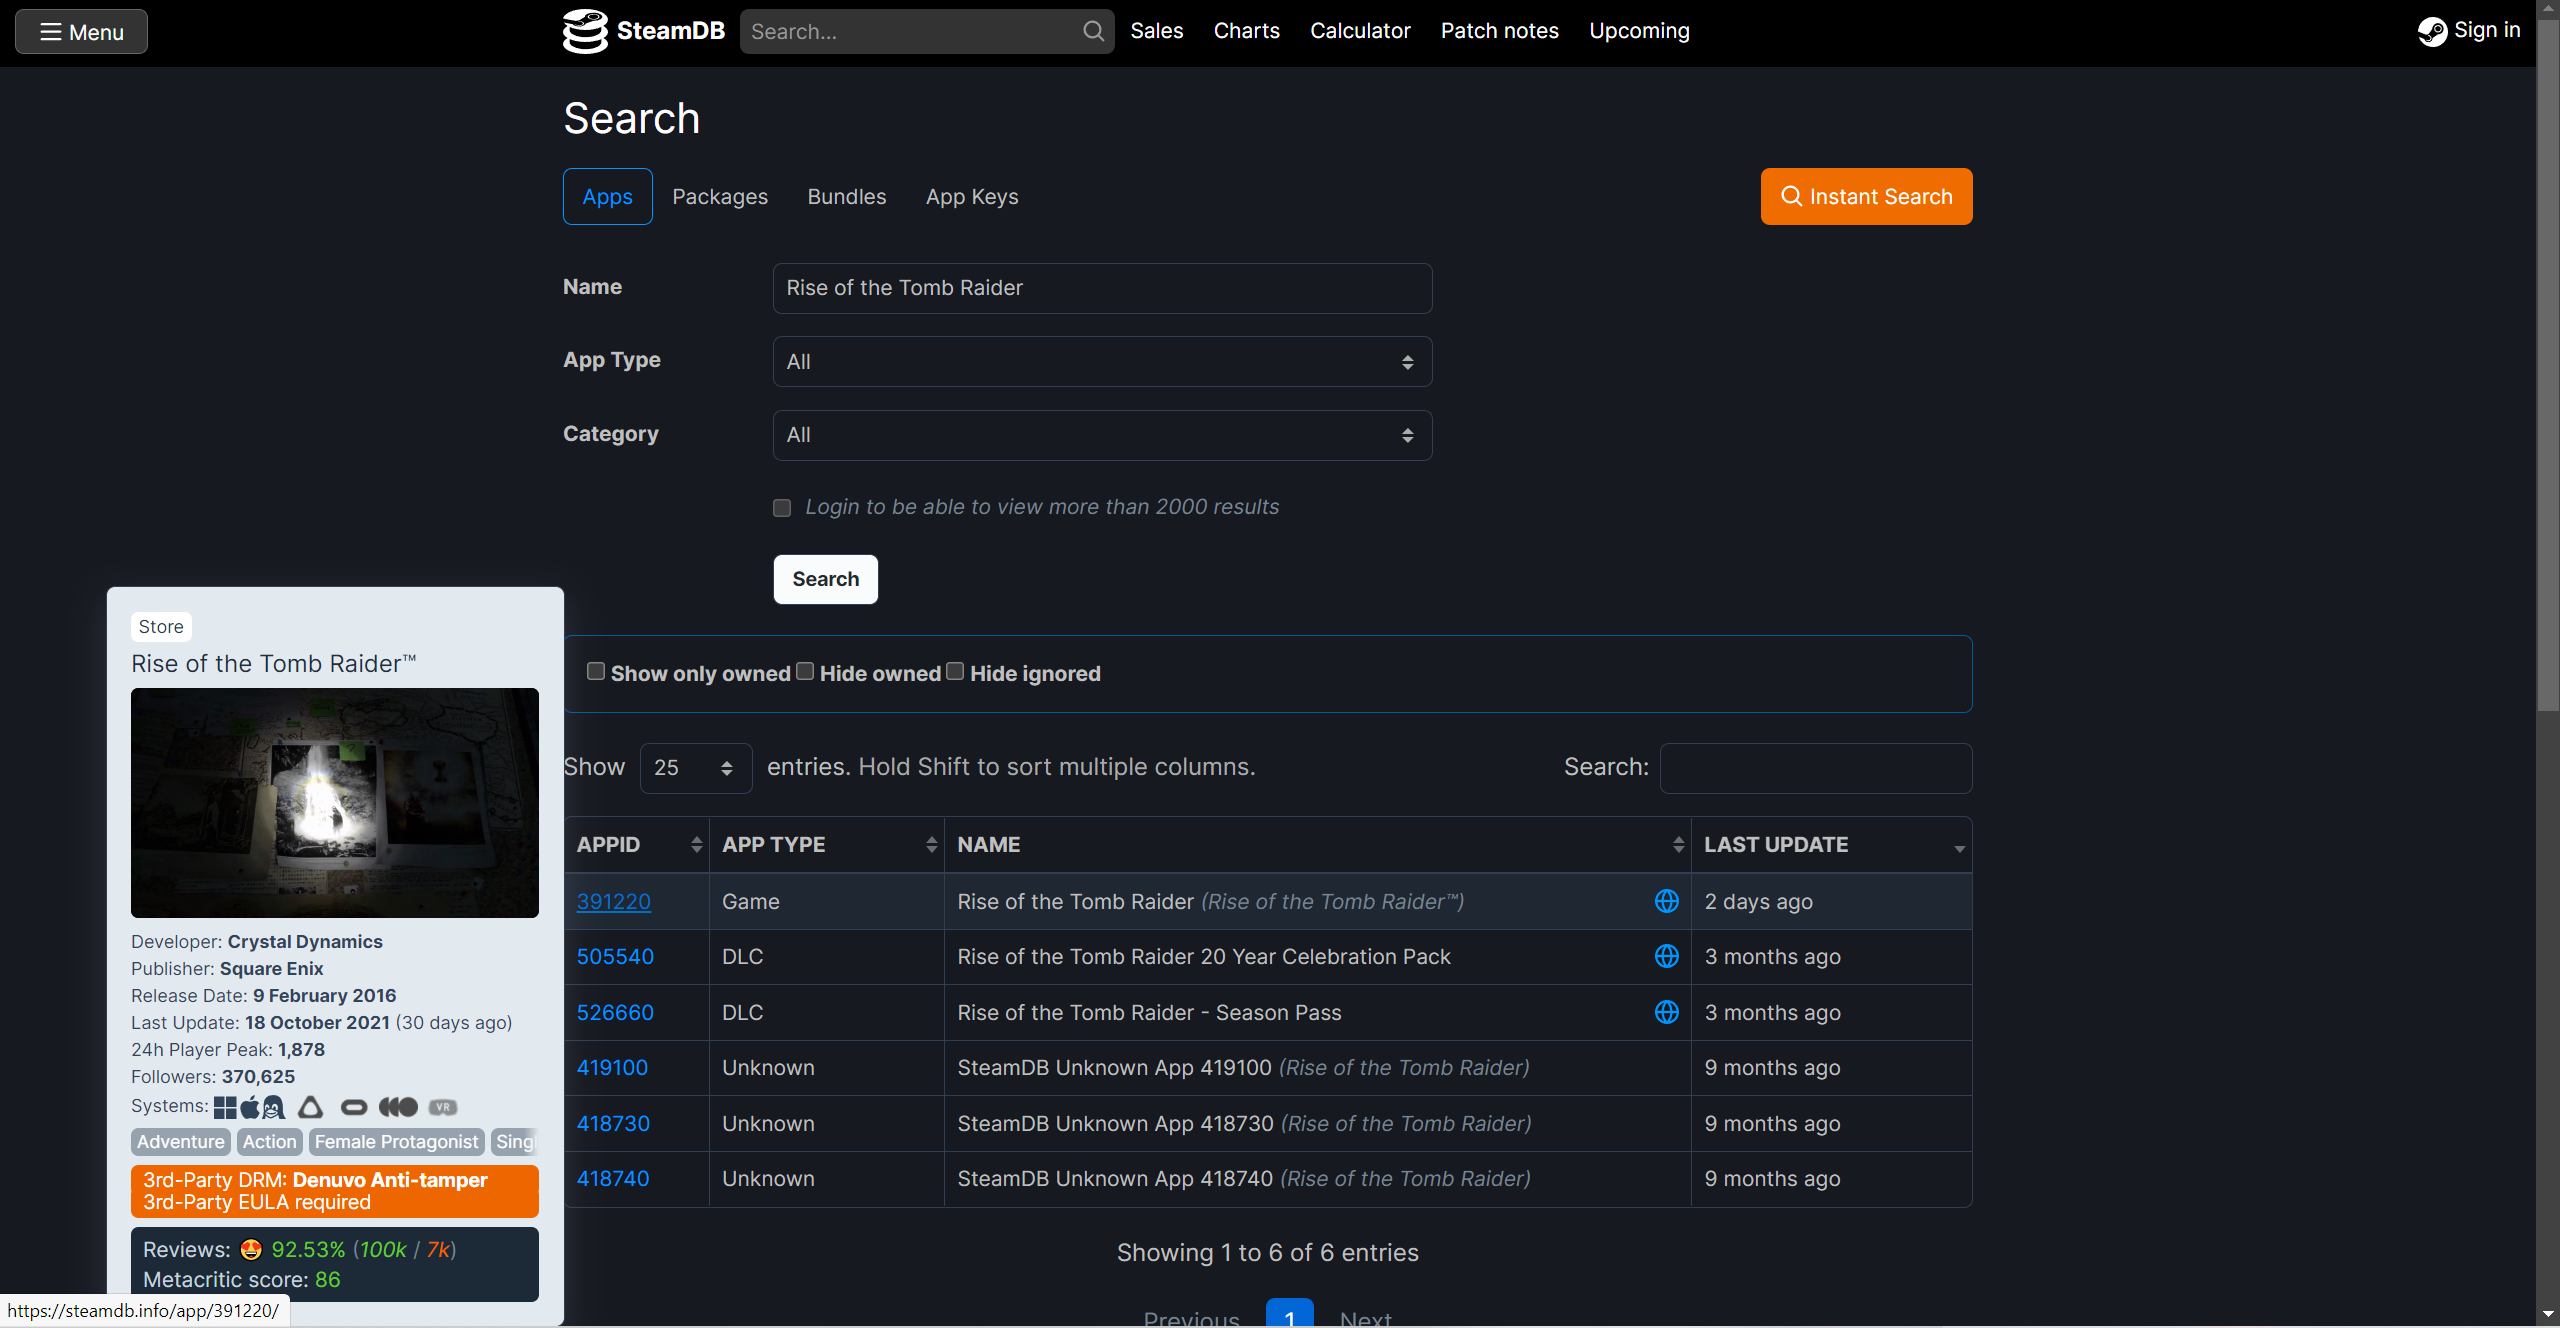 Menu
SteamDB
Search...
Sales
Charts
Calculator
Patch notes
Upcoming
Sign in
Search
Apps
Packages
Bundles
App Keys
Instant Search
Name
Rise of the Tomb Raider
App Type
All
Category
All
Login to be able to view more than 2000 results
Search
Show only owned
Hide owned
Hide ignored
Show 25 entries. Hold Shift to sort multiple columns.
Search:
APPID APP TYPE NAME LAST UPDATE
391220 Game Rise of the Tomb Raider (Rise of the Tomb Raider™) 2 days ago
505540 DLC Rise of the Tomb Raider 20 Year Celebration Pack 3 months ago
526660 DLC Rise of the Tomb Raider - Season Pass 3 months ago
419100 Unknown SteamDB Unknown App 419100 (Rise of the Tomb Raider) 9 months ago
418730 Unknown SteamDB Unknown App 418730 (Rise of the Tomb Raider) 9 months ago
418740 Unknown SteamDB Unknown App 418740 (Rise of the Tomb Raider) 9 months ago
Showing 1 to 6 of 6 entries
Previous 1 Next
Store
Rise of the Tomb Raider™
Developer: Crystal Dynamics
Publisher: Square Enix
Release Date: 9 February 2016
Last Update: 18 October 2021 (30 days ago)
24h Player Peak: 1,878
Followers: 370,625
Systems: VR
Adventure Action Female Protagonist Singl
3rd-Party DRM: Denuvo Anti-tamper
3rd-Party EULA required
Reviews: 😍 92.53% (100k / 7k)
Metacritic score: 86
https://steamdb.info/app/391220/